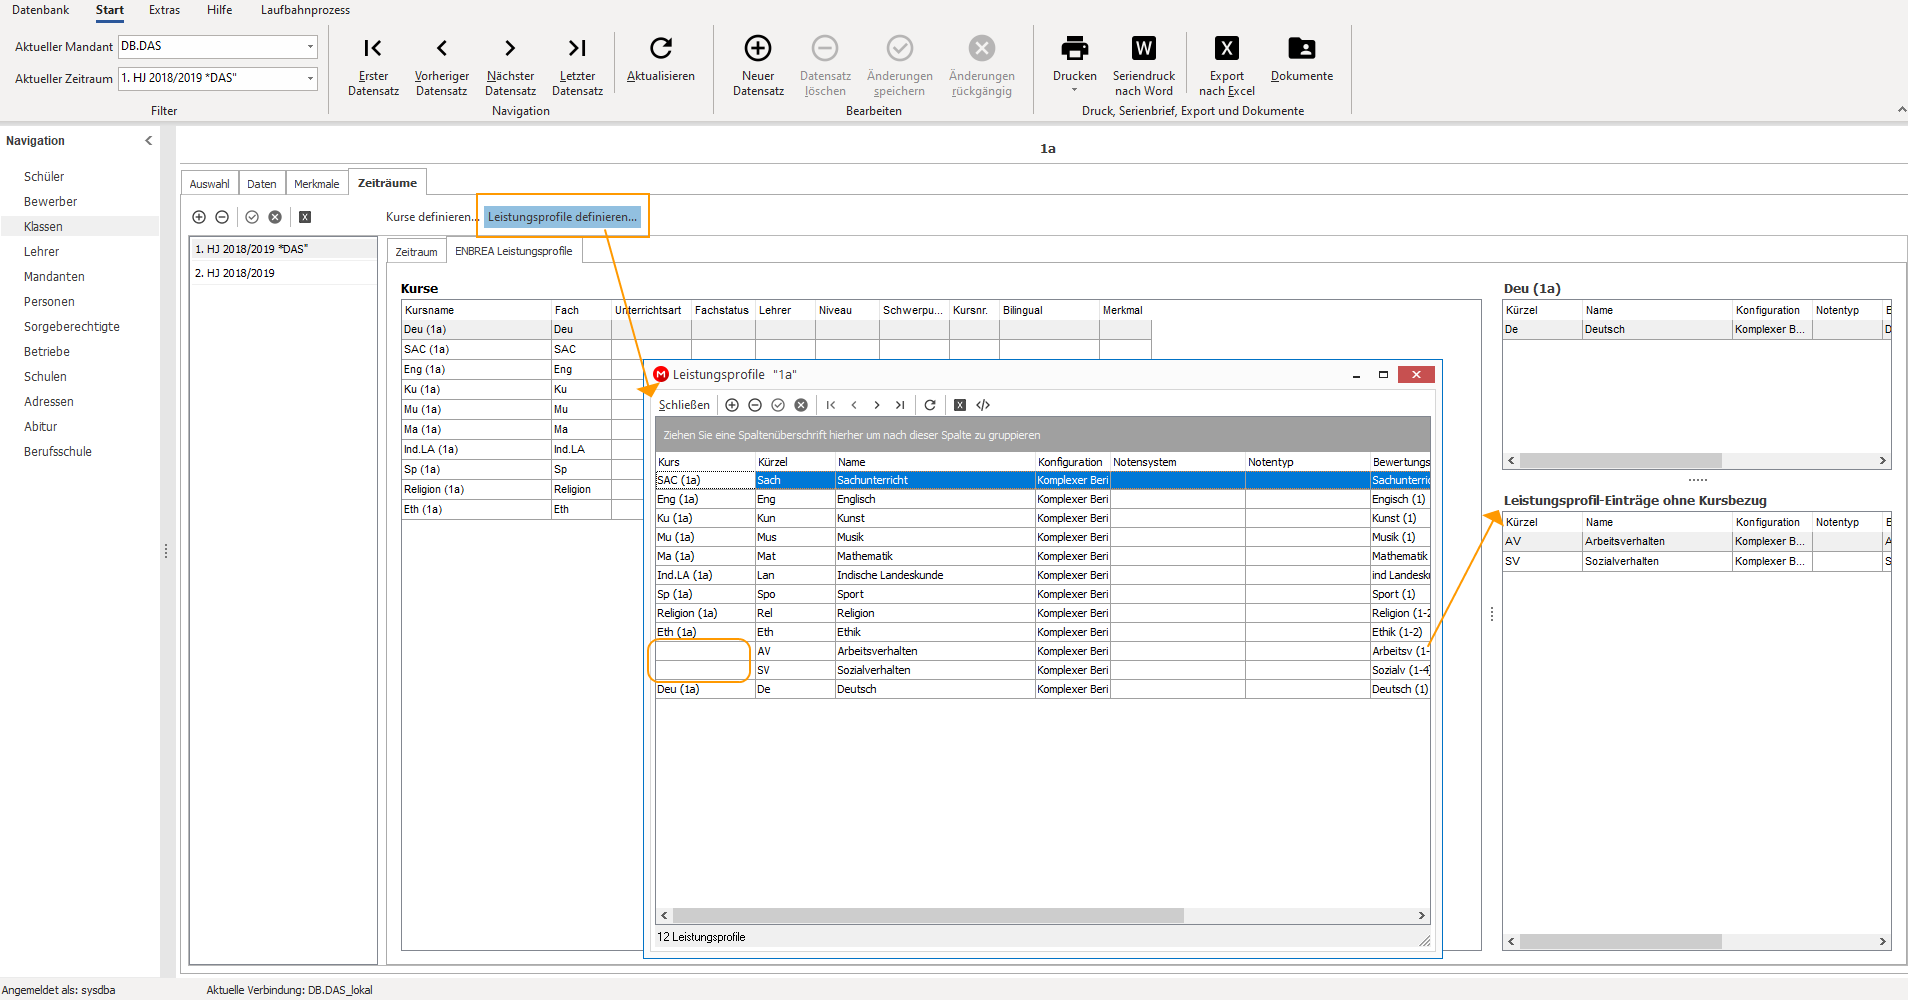 Datenbank Start Extras Hilfe Laufbahnprozess
Aktueller Mandant DB.DAS
Aktueller Zeitraum 1. HJ 2018/2019 *DAS"
Filter
Erster Datensatz
Vorheriger Datensatz
Nächster Datensatz
Letzter Datensatz
Navigation
Aktualisieren
Neuer Datensatz
Datensatz löschen
Änderungen speichern
Änderungen rückgängig
Bearbeiten
Drucken
Seriendruck nach Word
Export nach Excel
Dokumente
Druck, Serienbrief, Export und Dokumente
Navigation
Schüler
Bewerber
Klassen
Lehrer
Mandanten
Personen
Sorgeberechtigte
Betriebe
Schulen
Adressen
Abitur
Berufsschule
1a
Auswahl Daten Merkmale Zeiträume
Kurse definieren... Leistungsprofile definieren...
1. HJ 2018/2019 *DAS"
2. HJ 2018/2019
Zeitraum ENBREA Leistungsprofile
Kurse
Kursname Fach Unterrichtsart Fachstatus Lehrer Niveau Schwerpu... Kursnr. Bilingual Merkmal
Deu (1a) Deu
SAC (1a) SAC
Eng (1a) Eng
Ku (1a) Ku
Mu (1a) Mu
Ma (1a) Ma
Ind.LA (1a) Ind.LA
Sp (1a) Sp
Religion (1a) Religion
Eth (1a) Eth
Leistungsprofile "1a"
Schließen
Ziehen Sie eine Spaltenüberschrift hierher um nach dieser Spalte zu gruppieren
Kurs Kürzel Name Konfiguration Notensystem Notentyp Bewertungs
SAC (1a) Sach Sachunterricht Komplexer Beri Sachunterric
Eng (1a) Eng Englisch Komplexer Beri Engisch (1)
Ku (1a) Kun Kunst Komplexer Beri Kunst (1)
Mu (1a) Mus Musik Komplexer Beri Musik (1)
Ma (1a) Mat Mathematik Komplexer Beri Mathematik
Ind.LA (1a) Lan Indische Landeskunde Komplexer Beri ind Landesku
Sp (1a) Spo Sport Komplexer Beri Sport (1)
Religion (1a) Rel Religion Komplexer Beri Religion (1-2
Eth (1a) Eth Ethik Komplexer Beri Ethik (1-2)
AV Arbeitsverhalten Komplexer Beri Arbeitsv (1-
SV Sozialverhalten Komplexer Beri Sozialv (1-4
Deu (1a) De Deutsch Komplexer Beri Deutsch (1)
12 Leistungsprofile
Deu (1a)
Kürzel Name Konfiguration Notentyp E
De Deutsch Komplexer B... D
Leistungsprofil-Einträge ohne Kursbezug
Kürzel Name Konfiguration Notentyp E
AV Arbeitsverhalten Komplexer B... A
SV Sozialverhalten Komplexer B... S
Angemeldet als: sysdba Aktuelle Verbindung: DB.DAS_lokal